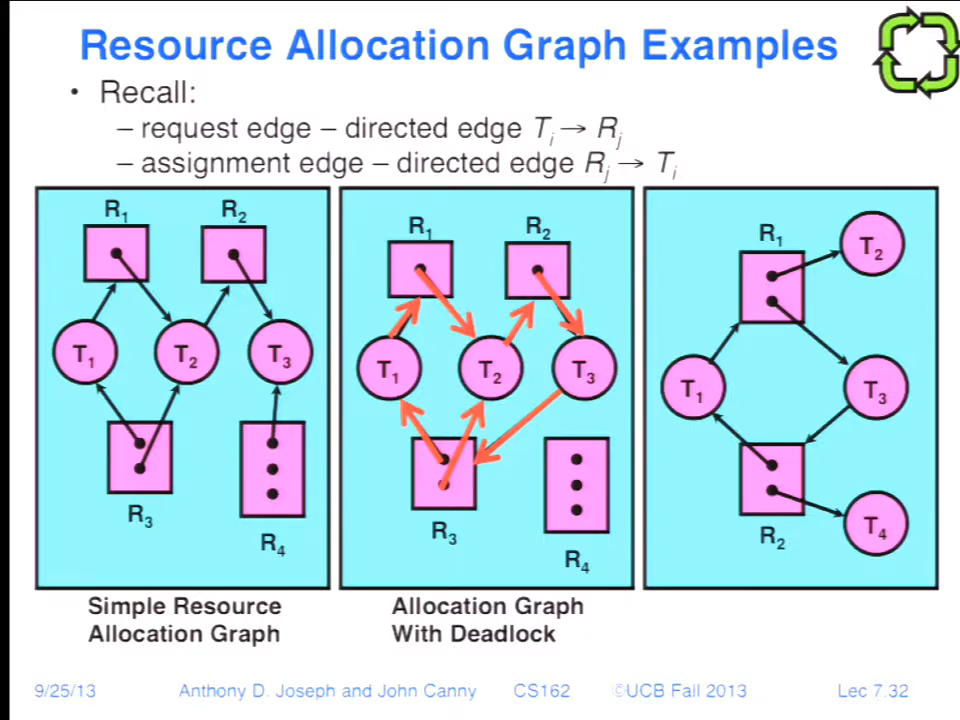 Resource Allocation Graph Examples
• Recall:
– request edge – directed edge Ti → Rj
– assignment edge – directed edge Rj → Ti
R1 R2
T1 T2 T3
R3
R4
R1 R2
T1 T2 T3
R3
R4
R1 T2
T1 T3
R2 T4
Simple Resource
Allocation Graph
Allocation Graph
With Deadlock
9/25/13 Anthony D. Joseph and John Canny CS162 ©UCB Fall 2013 Lec 7.32